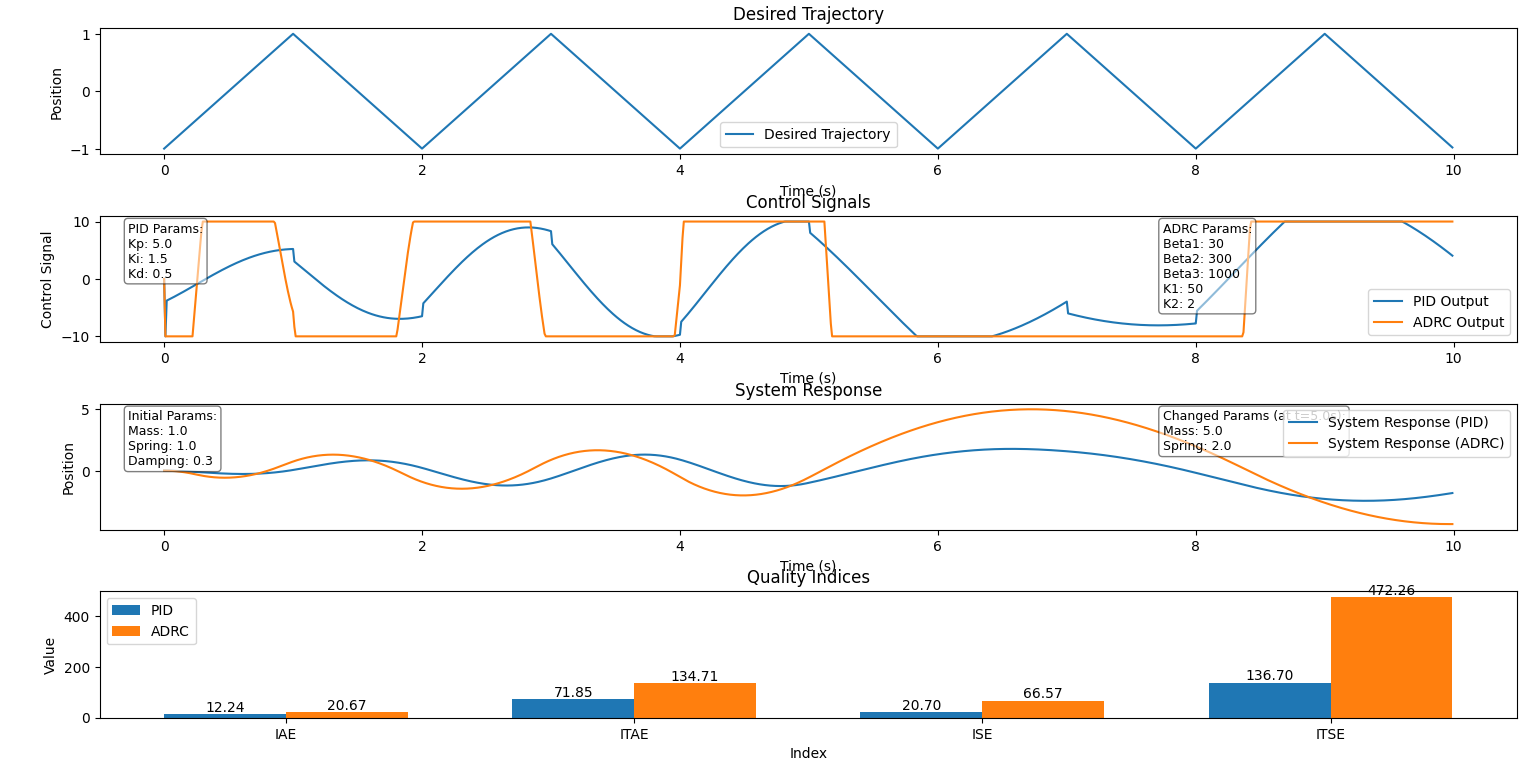 Desired Trajectory
Position
1
0
−1
Desired Trajectory
0 2 4 6 8 10
Time (s)
Control Signals
Control Signal
10
0
−10
PID Params:
Kp: 5.0
Ki: 1.5
Kd: 0.5
ADRC Params:
Beta1: 30
Beta2: 300
Beta3: 1000
K1: 50
K2: 2
PID Output
ADRC Output
0 2 4 6 8 10
Time (s)
System Response
Position
5
0
Initial Params:
Mass: 1.0
Spring: 1.0
Damping: 0.3
Changed Params (at t=5.0s):
Mass: 5.0
Spring: 2.0
System Response (PID)
System Response (ADRC)
0 2 4 6 8 10
Time (s)
Quality Indices
Value
400
200
0
PID
ADRC
12.24 20.67 71.85 134.71 20.70 66.57 136.70 472.26
IAE ITAE ISE ITSE
Index